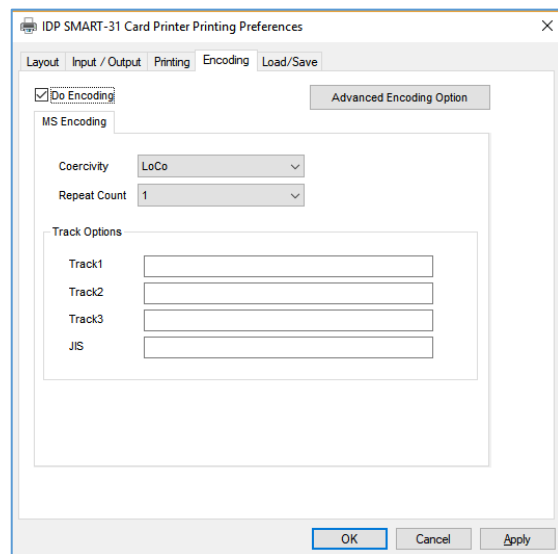 IDP SMART-31 Card Printer Printing Preferences
Layout Input / Output Printing Encoding Load/Save
Do Encoding Advanced Encoding Option
MS Encoding
Coercivity LoCo
Repeat Count 1
Track Options
Track1
Track2
Track3
JIS
OK Cancel Apply